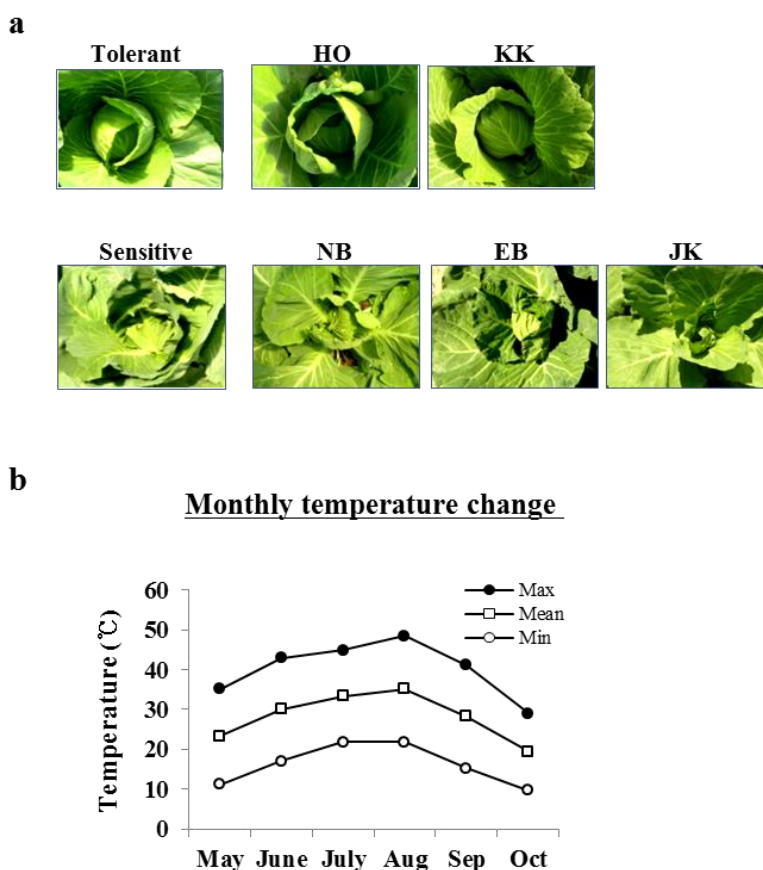 a
Tolerant HO KK
Sensitive NB EB JK
b
Monthly temperature change
60
50
40
30
20
10
0
Temperature (℃)
Max
Mean
Min
May June July Aug Sep Oct